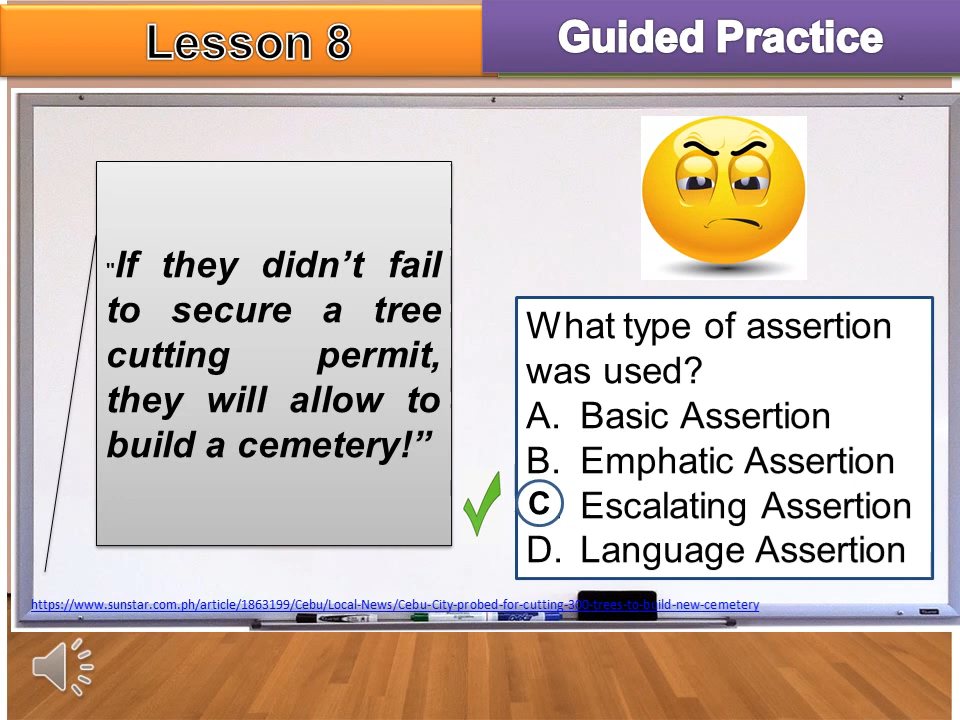 Lesson 8
Guided Practice
"If they didn’t fail
to secure a tree
cutting permit,
they will allow to
build a cemetery!”
What type of assertion
was used?
A. Basic Assertion
B. Emphatic Assertion
C Escalating Assertion
D. Language Assertion
https://www.sunstar.com.ph/article/1863199/Cebu/Local-News/Cebu-City-probed-for-cutting-300-trees-to-build-new-cemetery